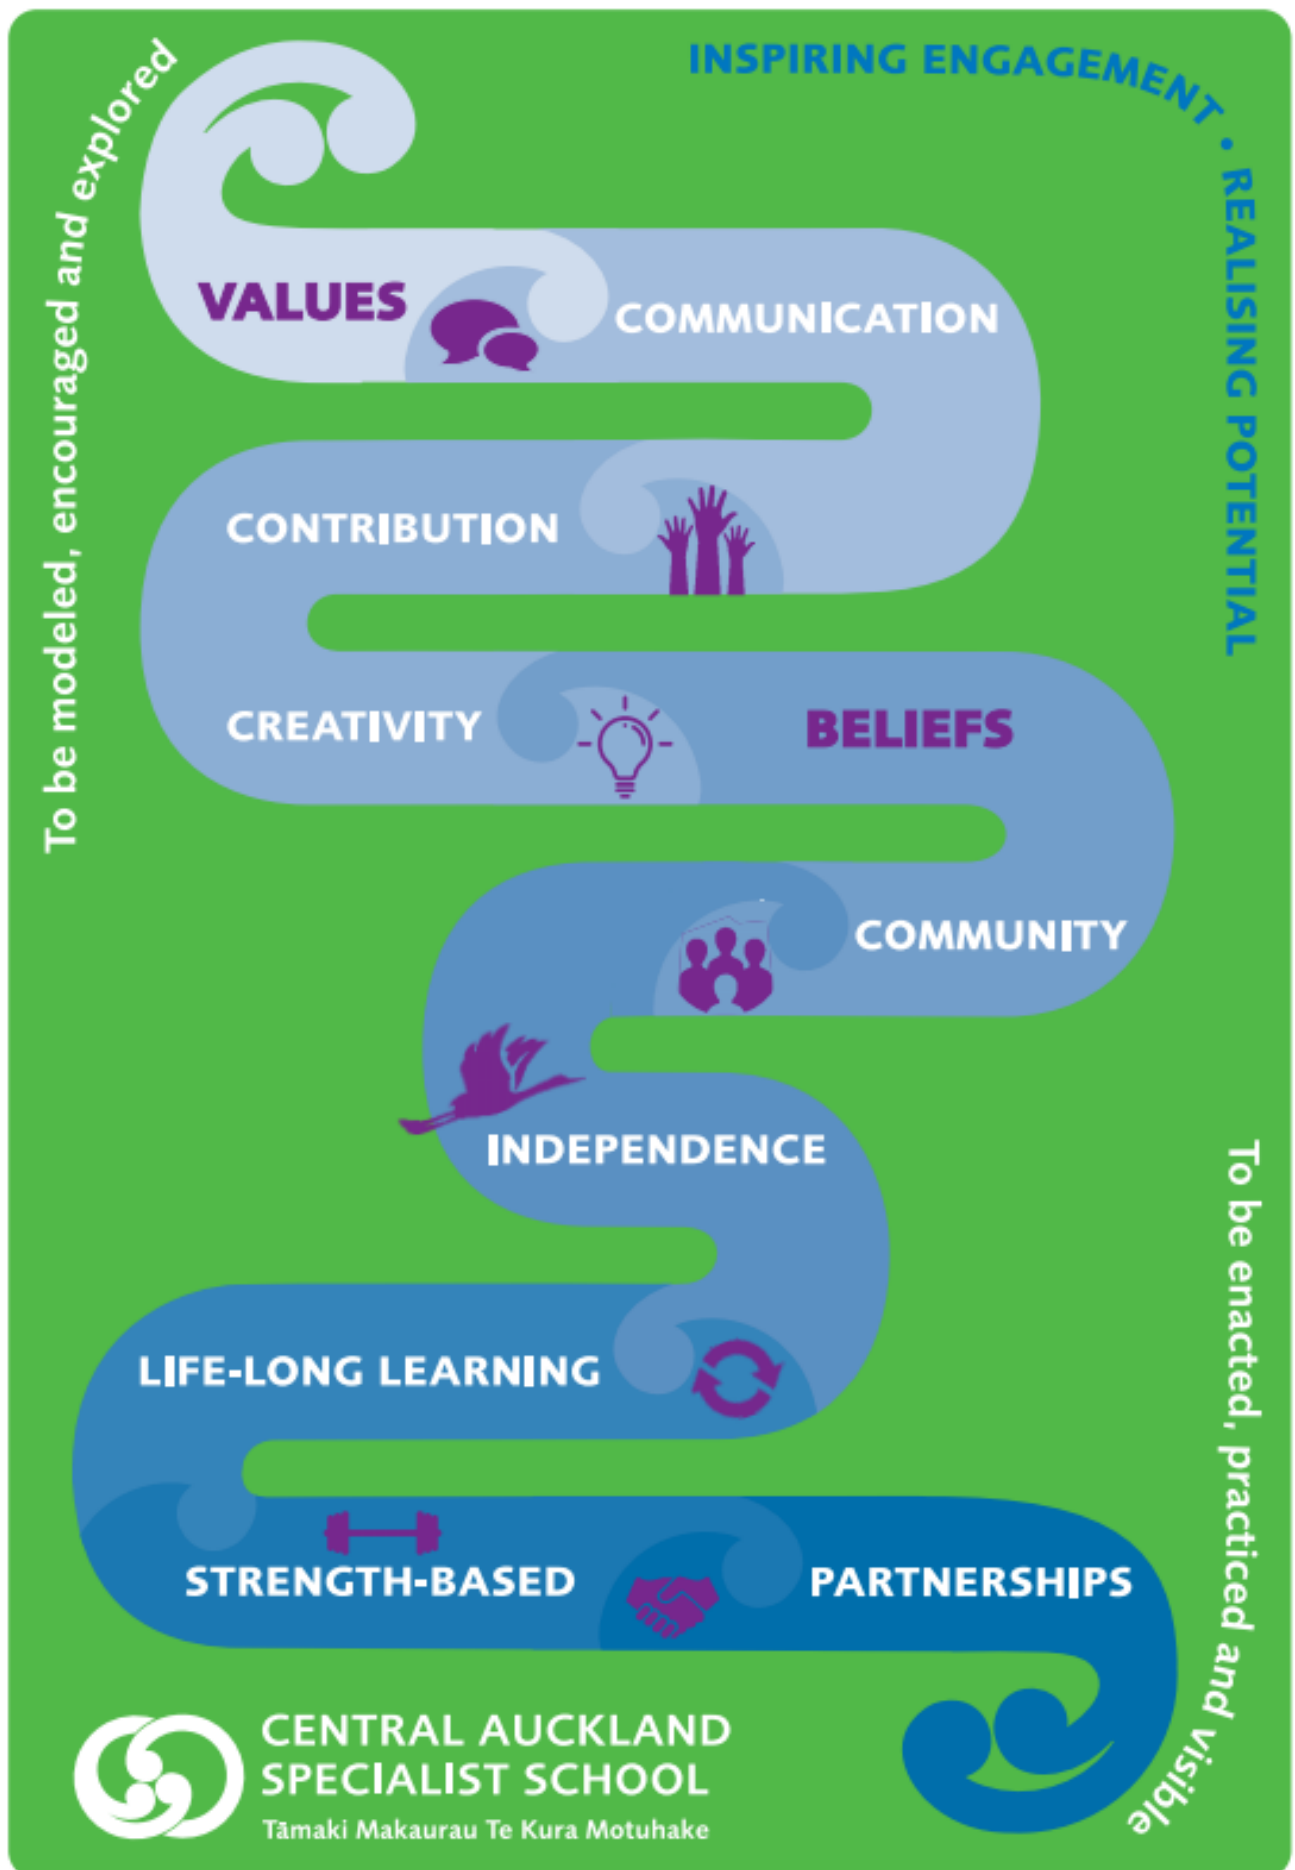 To be modeled, encouraged and explored
INSPIRING ENGAGEMENT • REALISING POTENTIAL
VALUES
COMMUNICATION
CONTRIBUTION
CREATIVITY
BELIEFS
COMMUNITY
INDEPENDENCE
LIFE-LONG LEARNING
STRENGTH-BASED
PARTNERSHIPS
To be enacted, practiced and visible
CENTRAL AUCKLAND
SPECIALIST SCHOOL
Tāmaki Makaurau Te Kura Motuhake